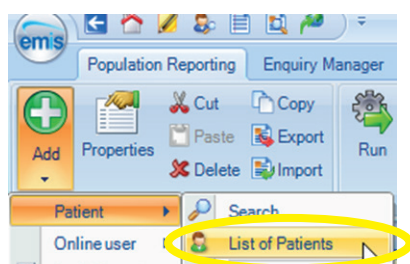 emis
Population Reporting Enquiry Manager
Add
Properties
Cut Copy
Paste Export
Delete Import
Run
Patient Search
Online user List of Patients